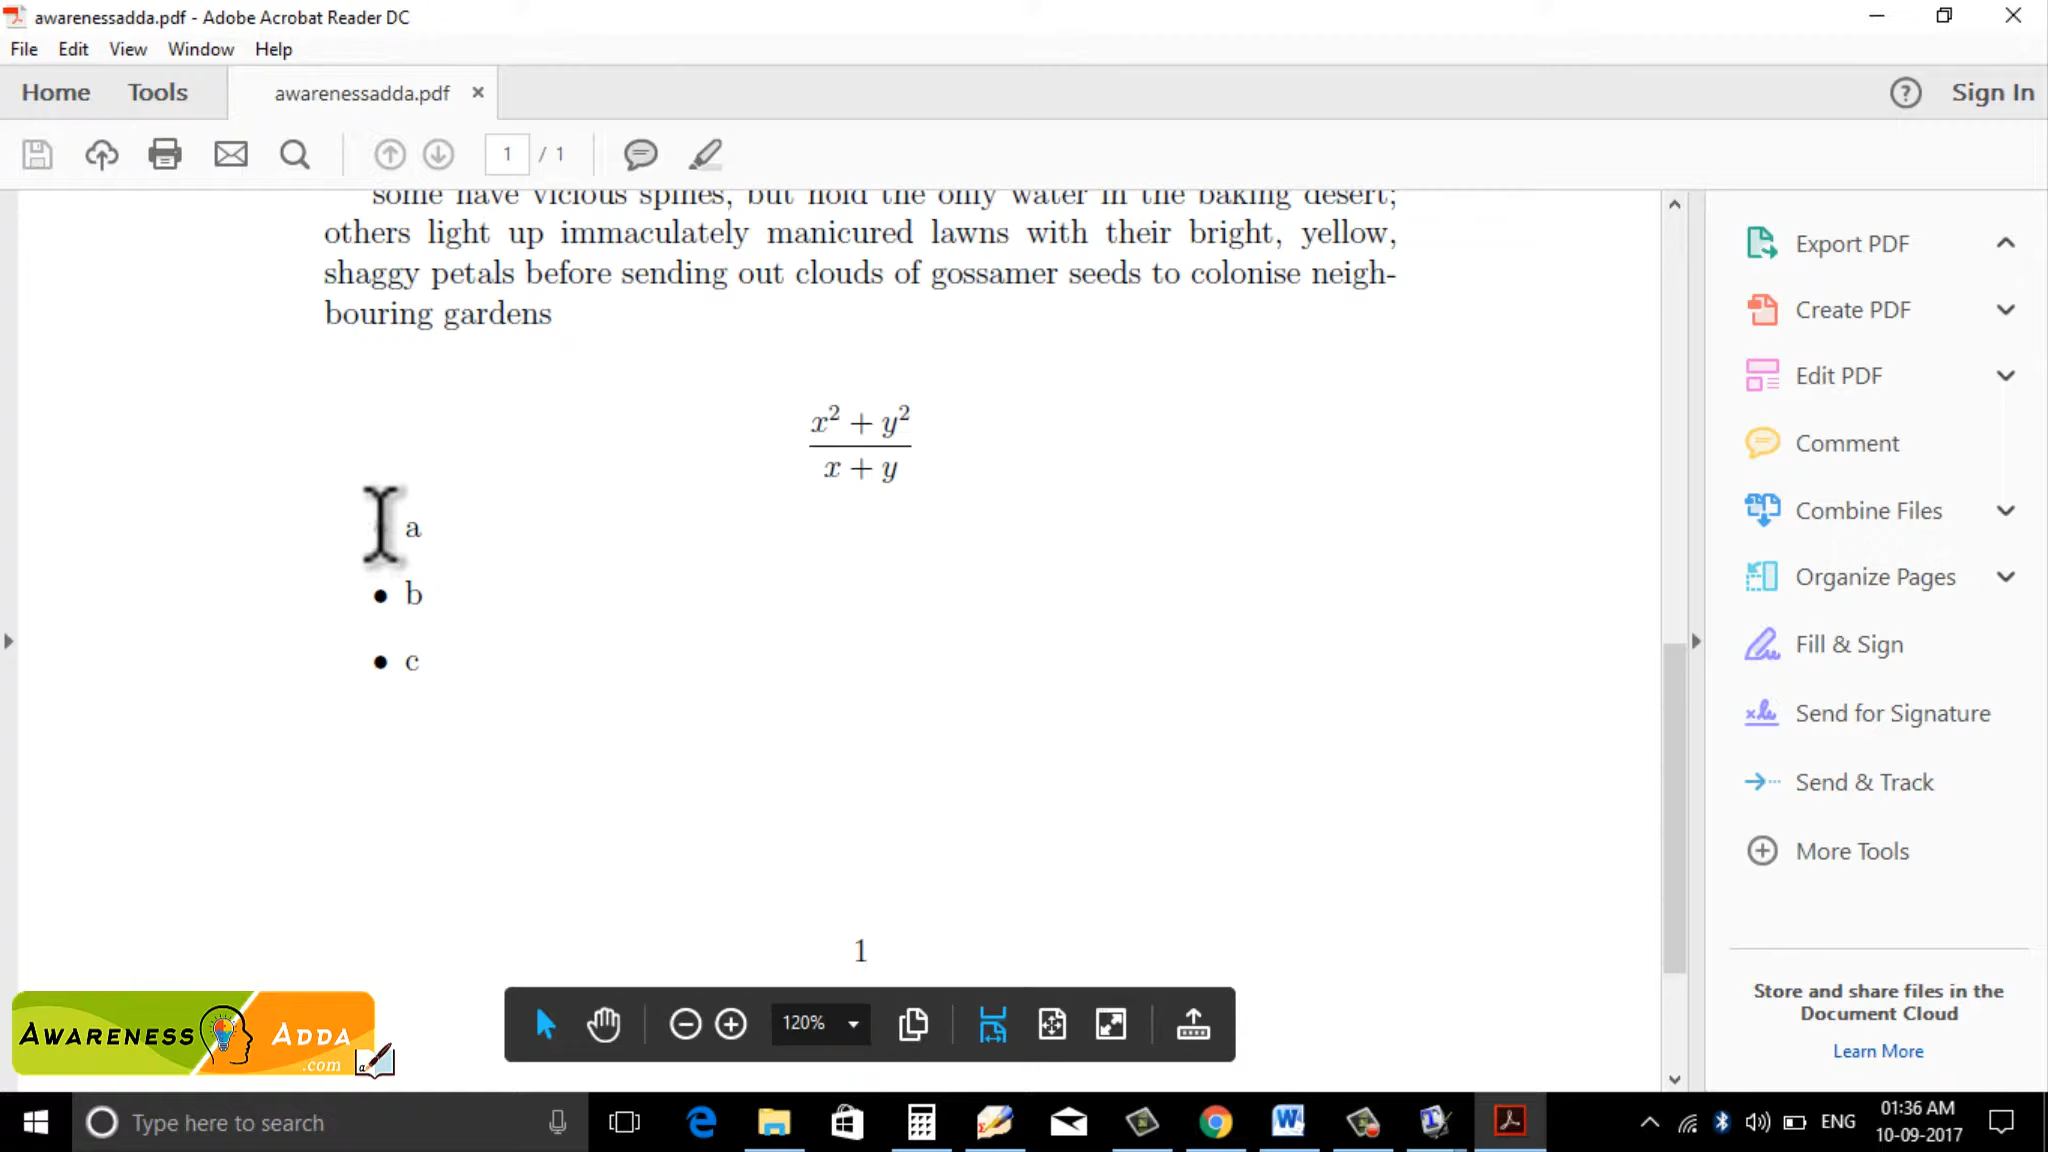 awarenessadda.pdf - Adobe Acrobat Reader DC
File Edit View Window Help
Home Tools awarenessadda.pdf × ? Sign In
1 / 1
some have vicious spines, but hold the only water in the baking desert;
others light up immaculately manicured lawns with their bright, yellow,
shaggy petals before sending out clouds of gossamer seeds to colonise neigh-
bouring gardens
x² + y²
x + y
a
• b
• c
1
Export PDF
Create PDF
Edit PDF
Comment
Combine Files
Organize Pages
Fill & Sign
Send for Signature
Send & Track
More Tools
Store and share files in the
Document Cloud
Learn More
AWARENESS ADDA
.com
120%
Type here to search
ENG
01:36 AM
10-09-2017